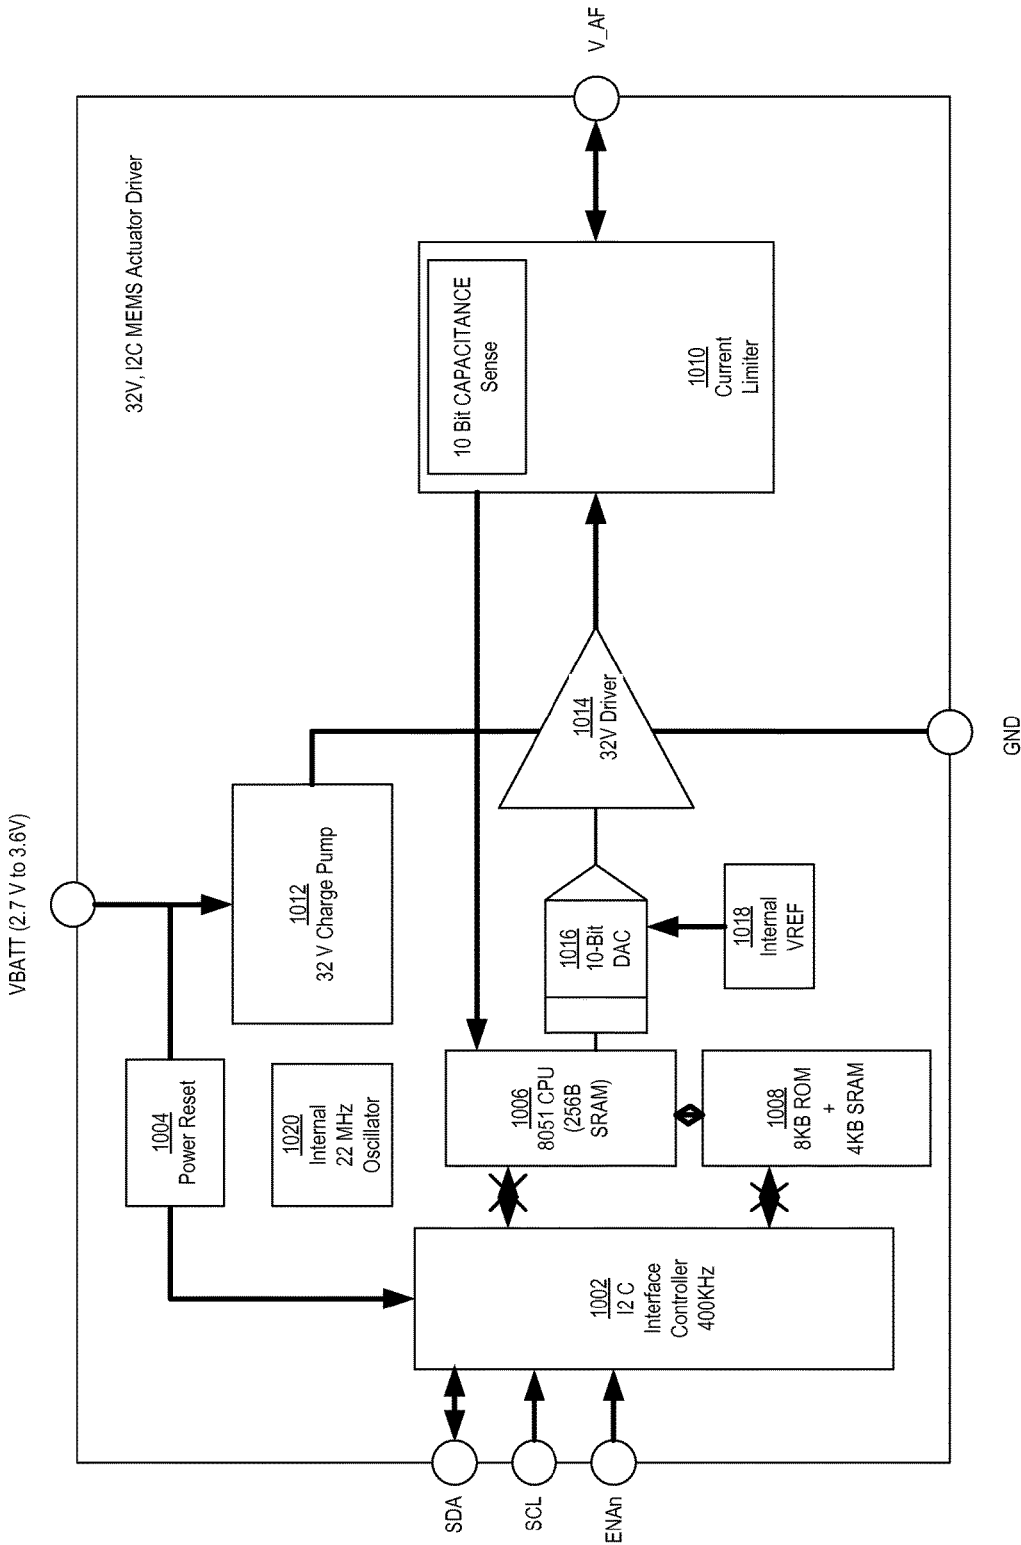 32V, I2C MEMS Actuator Driver
VBATT (2.7 V to 3.6V)
1004
Power Reset
1020
Internal
22 MHz
Oscillator
1012
32 V Charge Pump
10 Bit CAPACITANCE
Sense
1010
Current
Limiter
V_AF
SDA
SCL
ENAn
1002
I2 C
Interface
Controller
400KHz
1006
8051 CPU
(256B
SRAM)
1016
10-Bit
DAC
1014
32V Driver
1008
8KB ROM
+
4KB SRAM
1018
Internal
VREF
GND